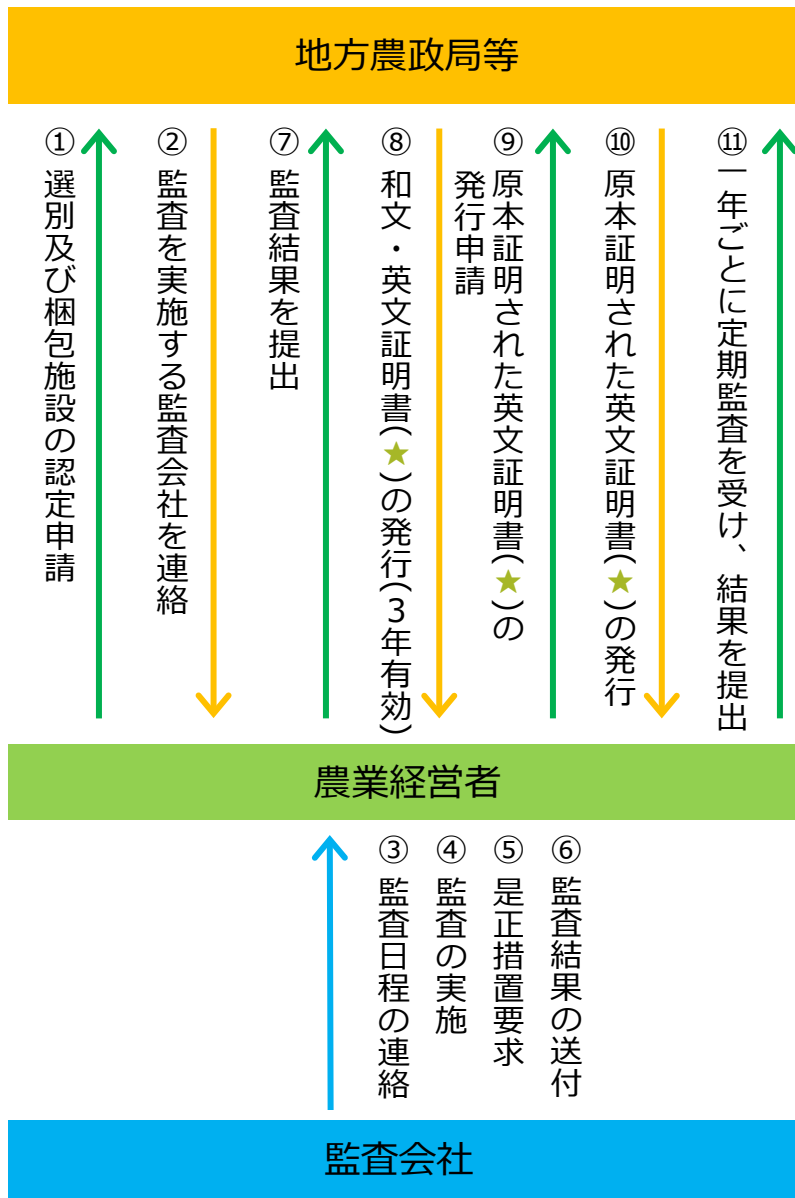 地方農政局等
① 選別及び梱包施設の認定申請
② 監査を実施する監査会社を連絡
⑦ 監査結果を提出
⑧ 和文・英文証明書(★)の発行(3年有効)
⑨ 原本証明された英文証明書(★)の
発行申請
⑩ 原本証明された英文証明書(★)の発行
⑪ 一年ごとに定期監査を受け、結果を提出
農業経営者
③ 監査日程の連絡
④ 監査の実施
⑤ 是正措置要求
⑥ 監査結果の送付
監査会社